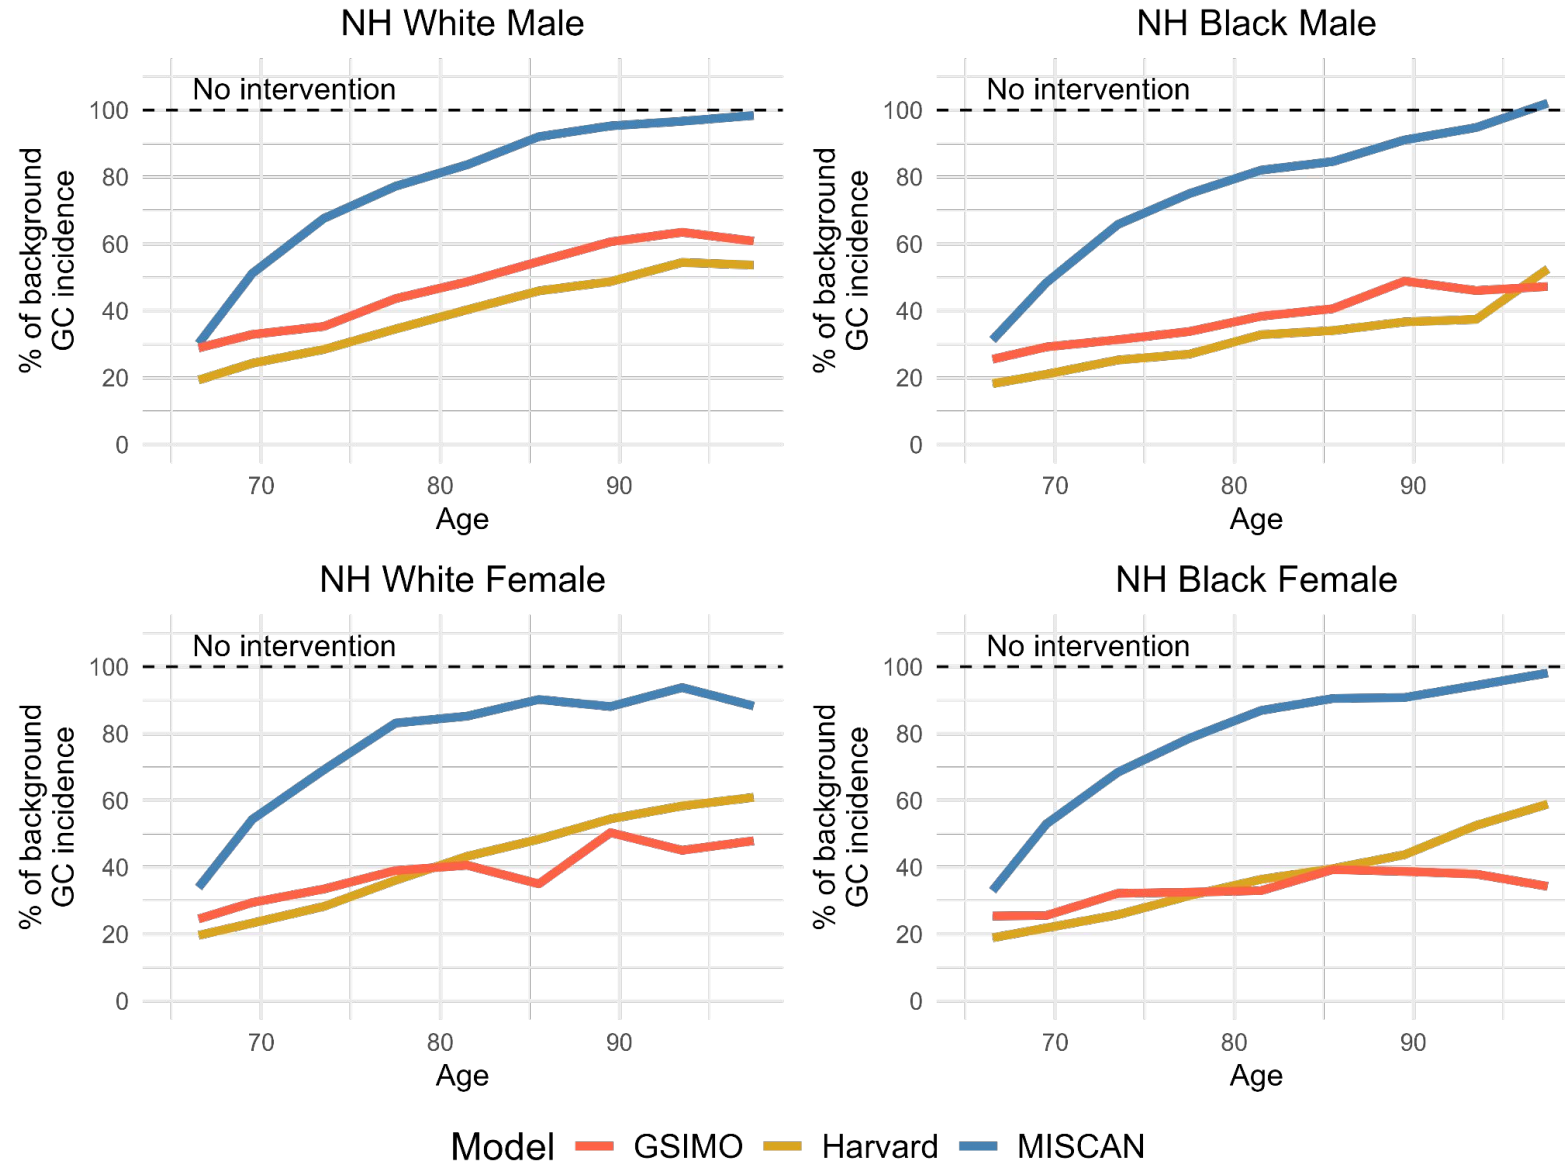 NH White Male
No intervention
% of background
GC incidence
100
80
60
40
20
0
70 80 90
Age
NH Black Male
No intervention
% of background
GC incidence
100
80
60
40
20
0
70 80 90
Age
NH White Female
No intervention
% of background
GC incidence
100
80
60
40
20
0
70 80 90
Age
NH Black Female
No intervention
% of background
GC incidence
100
80
60
40
20
0
70 80 90
Age
Model GSIMO Harvard MISCAN